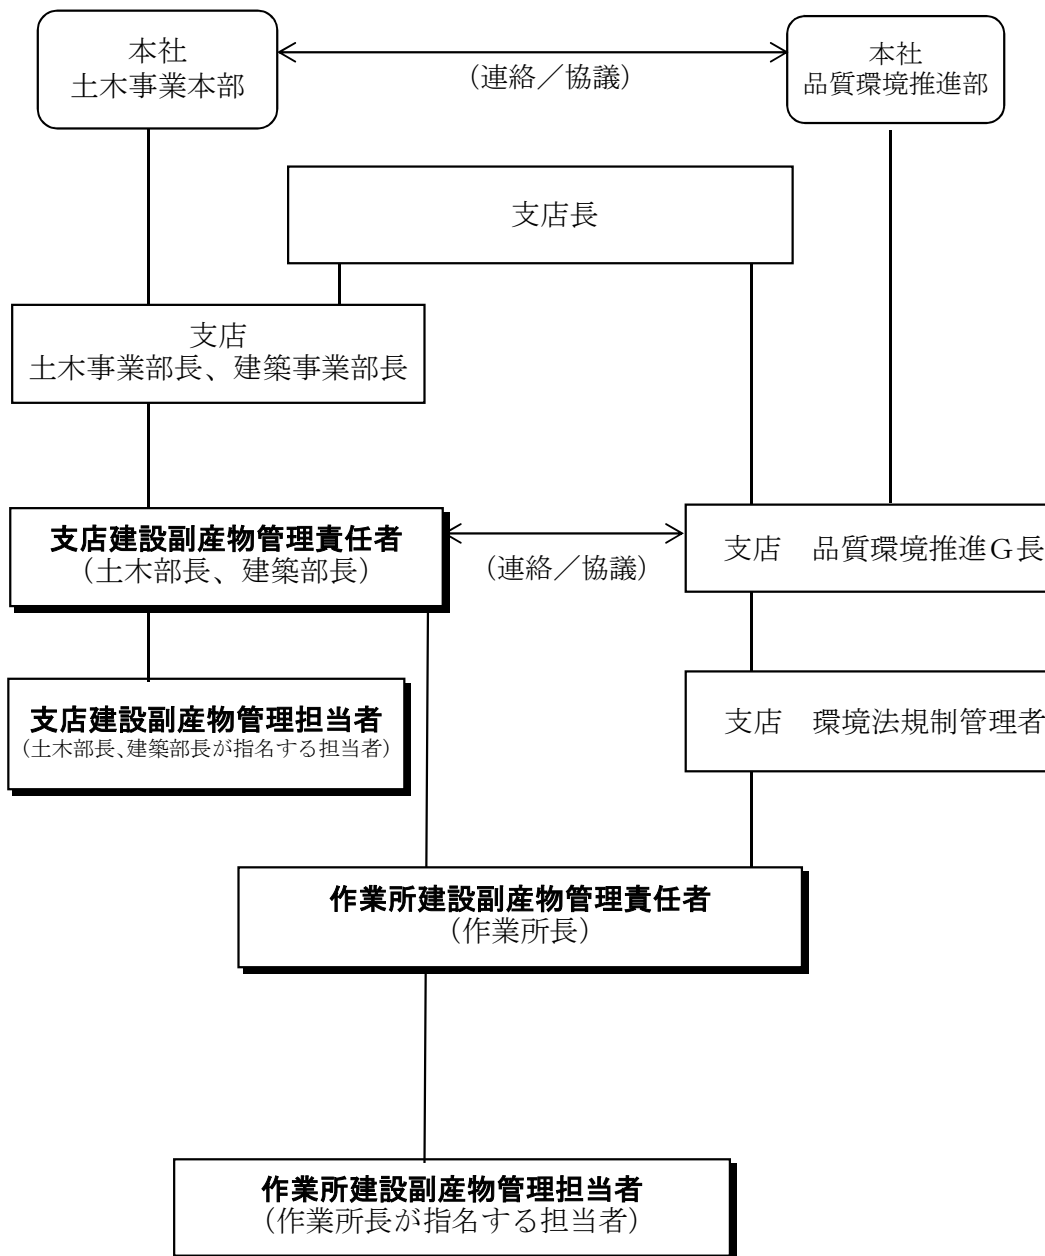 本社
土木事業本部
(連絡／協議)
本社
品質環境推進部
支店長
支店
土木事業部長、建築事業部長
支店建設副産物管理責任者
(土木部長、建築部長)
(連絡／協議)
支店　品質環境推進Ｇ長
支店建設副産物管理担当者
(土木部長、建築部長が指名する担当者)
支店　環境法規制管理者
作業所建設副産物管理責任者
(作業所長)
作業所建設副産物管理担当者
(作業所長が指名する担当者)